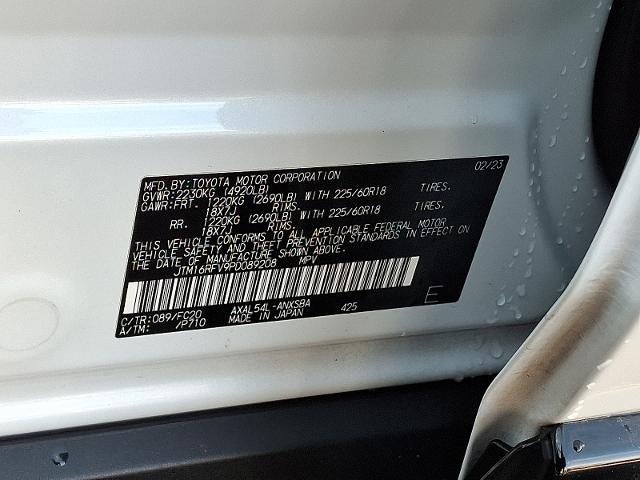 MFD. BY: TOYOTA MOTOR CORPORATION 02/23
GVWR: 2230KG (4920LB)
GAWR: FRT. 1220KG (2690LB) WITH 225/60R18 TIRES.
18X7J RIMS.
RR. 1220KG (2690LB) WITH 225/60R18 TIRES.
18X7J RIMS.
THIS VEHICLE CONFORMS TO ALL APPLICABLE FEDERAL MOTOR
VEHICLE SAFETY AND THEFT PREVENTION STANDARDS IN EFFECT ON
THE DATE OF MANUFACTURE SHOWN ABOVE.
JTM16RFV9PD089208 MPV
C/TR: 089/FC20 AXAL54L-ANXSBA 425 E
A/TM: /P710 MADE IN JAPAN